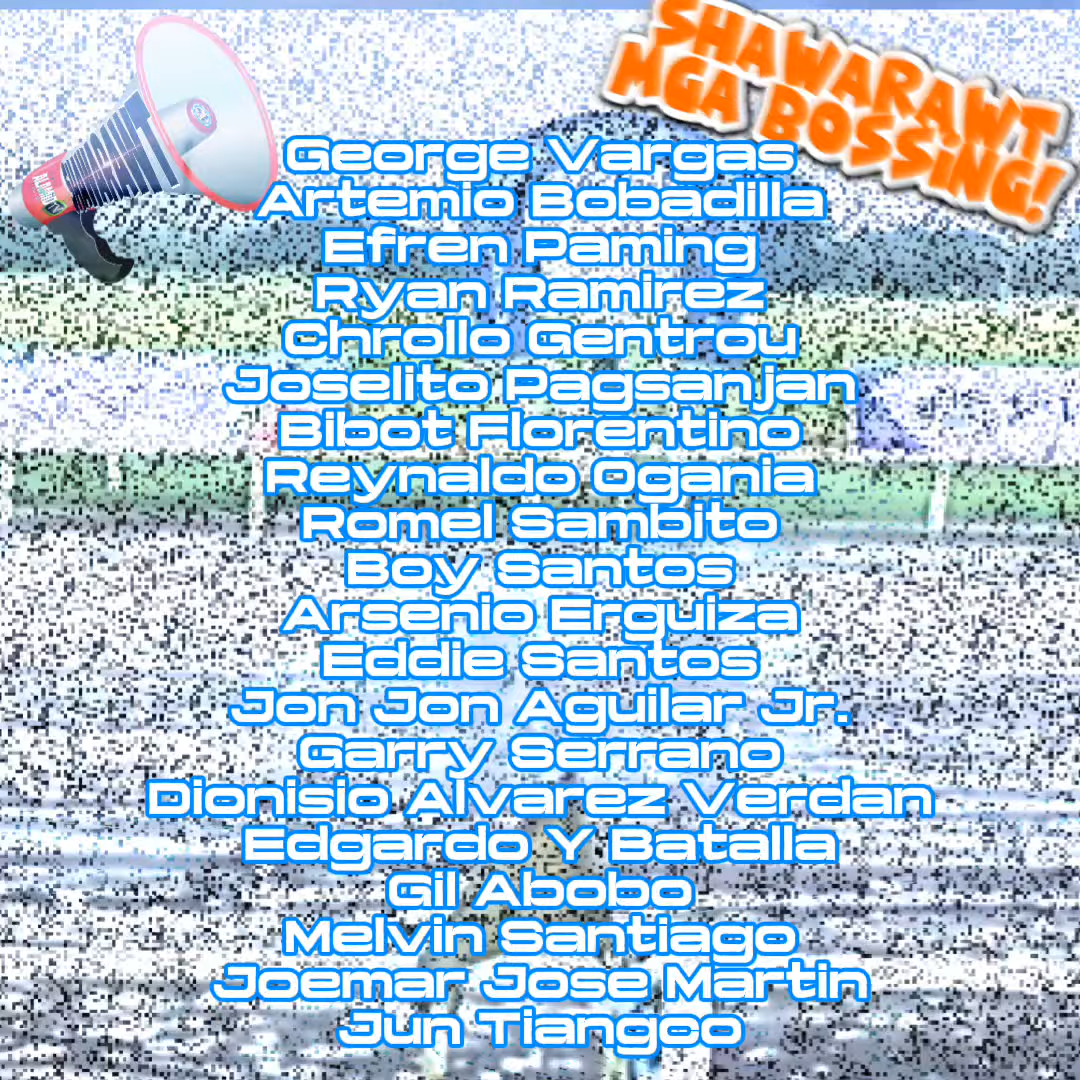 SHAWARAWT
MGA BOSSING!
George Vargas
Artemio Bobadilla
Efren Paming
Ryan Ramirez
Chrollo Gentrou
Joselito Pagsanjan
Bibot Florentino
Reynaldo Ogania
Romel Sambito
Boy Santos
Arsenio Erguiza
Eddie Santos
Jon Jon Aguilar Jr.
Garry Serrano
Dionisio Alvarez Verdan
Edgardo Y Batalla
Gil Abobo
Melvin Santiago
Joemar Jose Martin
Jun Tiangco